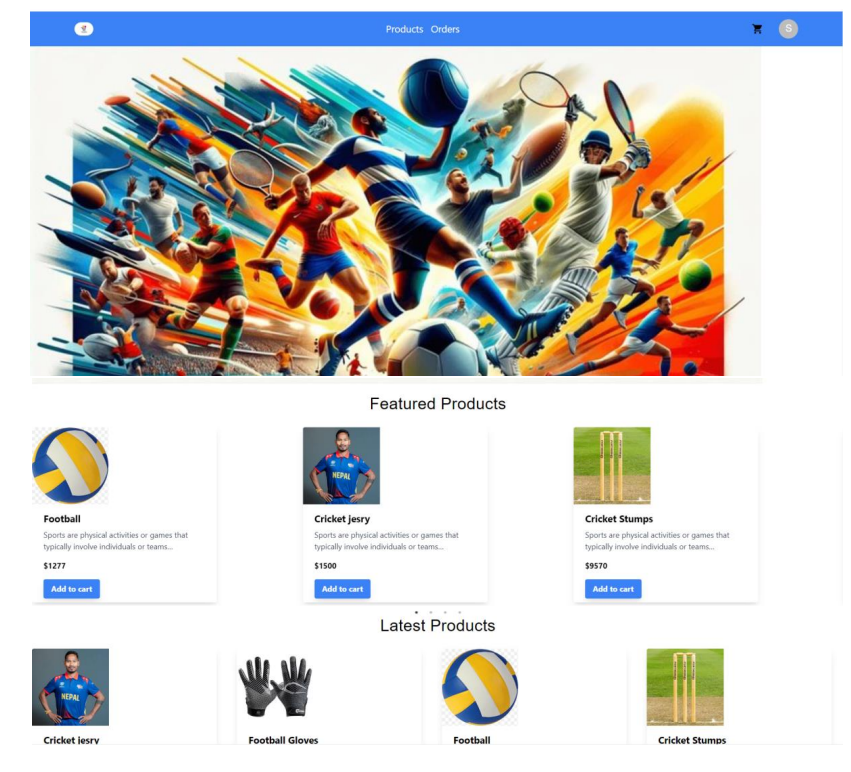 Products Orders
S
Featured Products
Football
Sports are physical activities or games that
typically involve individuals or teams...
$1277
Add to cart
NEPAL
Cricket jesry
Sports are physical activities or games that
typically involve individuals or teams...
$1500
Add to cart
Cricket Stumps
Sports are physical activities or games that
typically involve individuals or teams...
$9570
Add to cart
Latest Products
NEPAL
Cricket jesry
Football Gloves
Football
Cricket Stumps